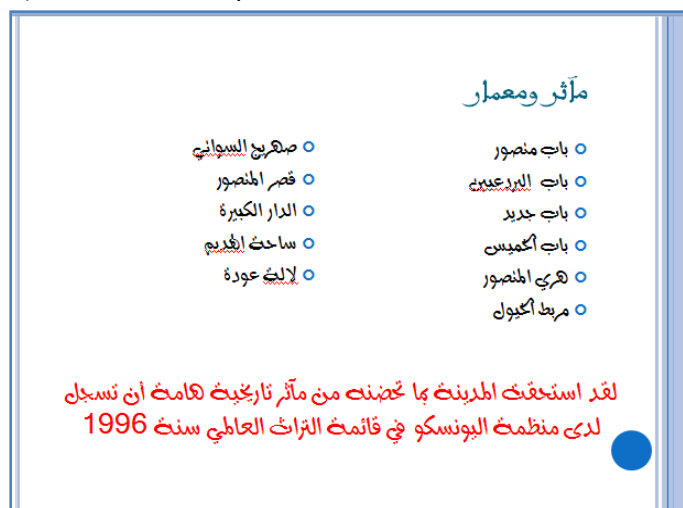 مآثر ومعمار
باب منصور
باب البردعيين
باب جديد
باب الخميس
هري المنصور
مربط الخيول
صهريج السواني
قصر المنصور
الدار الكبيرة
ساحة الهديم
لالة عودة
لقد استحقت المدينة بما تحضنه من مآثر تاريخية هامة أن تسجل
لدى منظمة اليونسكو في قائمة التراث العالمي سنة 1996